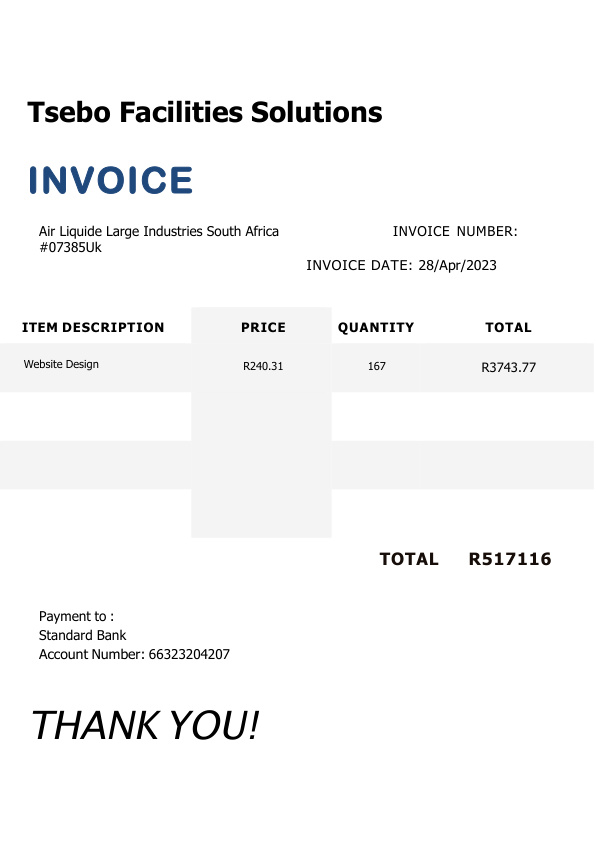 Tsebo Facilities Solutions
INVOICE
Air Liquide Large Industries South Africa
#07385Uk
INVOICE NUMBER:
INVOICE DATE: 28/Apr/2023
ITEM DESCRIPTION PRICE QUANTITY TOTAL
Website Design R240.31 167 R3743.77
TOTAL R517116
Payment to :
Standard Bank
Account Number: 66323204207
THANK YOU!